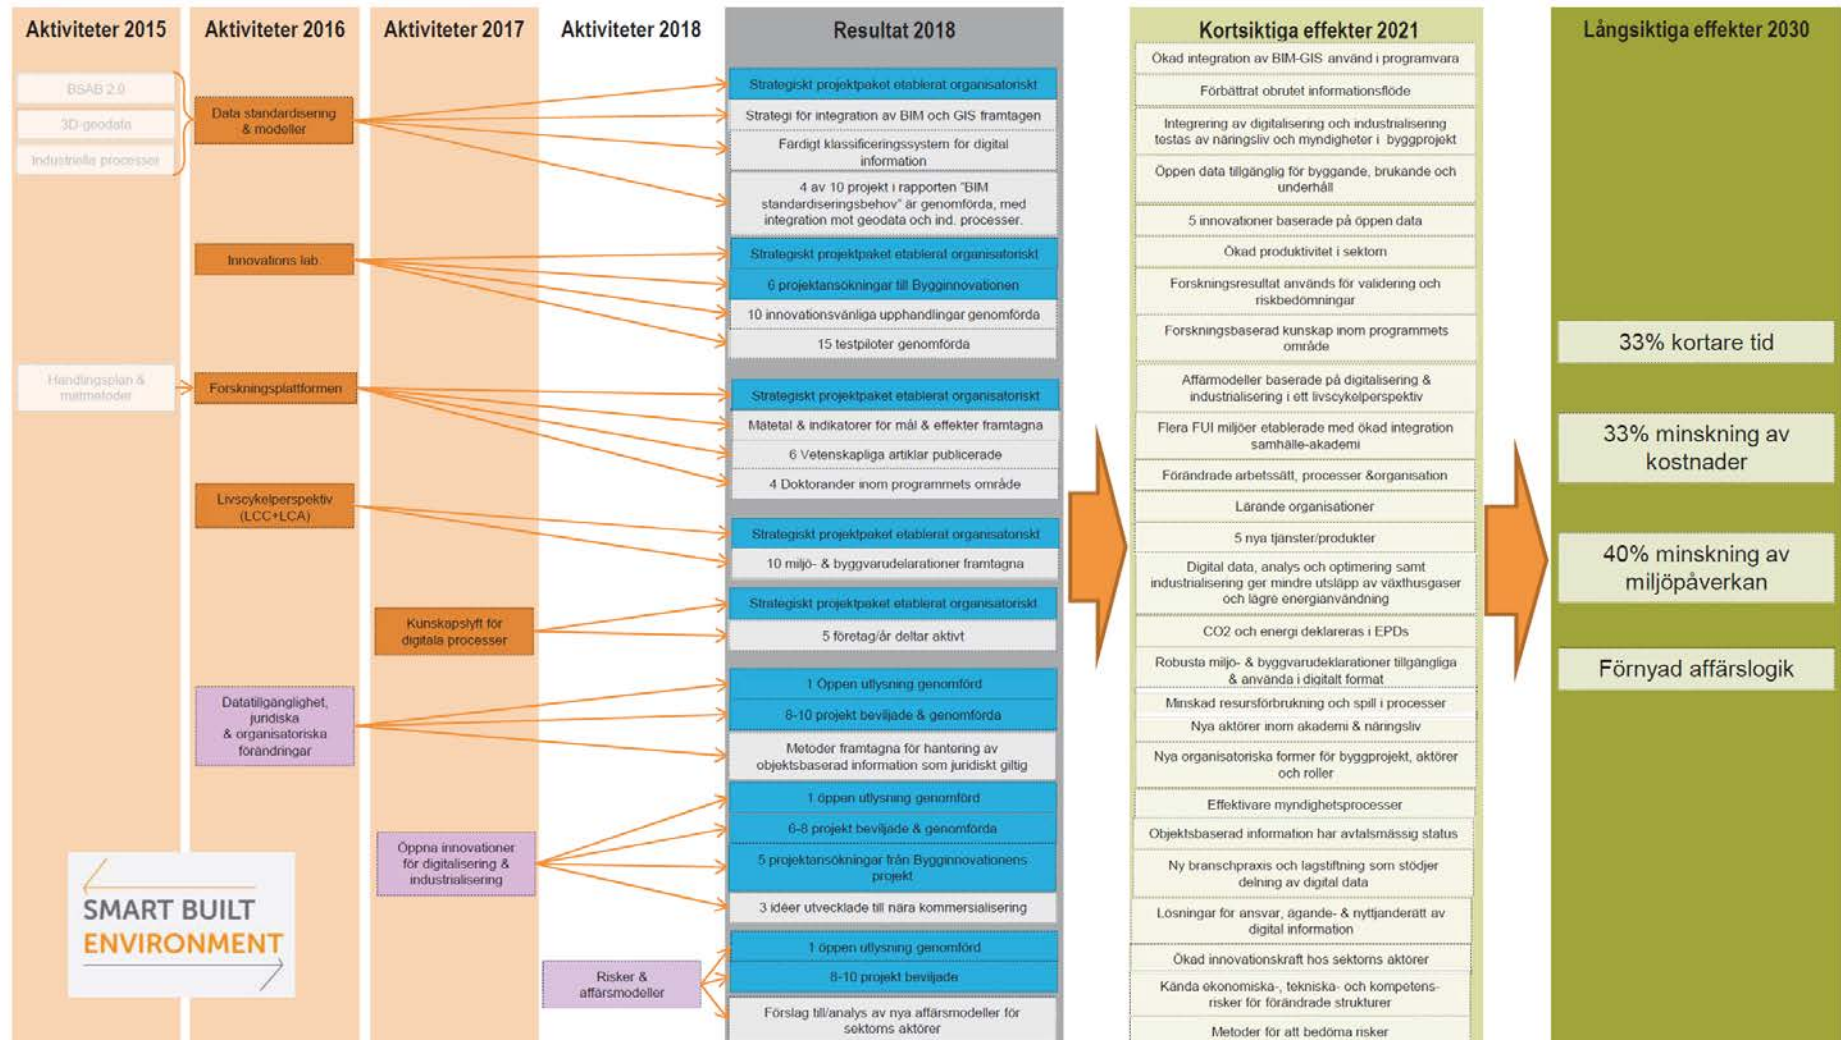 Aktiviteter 2015
BSAB 2.0
3D-geodata
Industriella processer
Handlingsplan &
mätmetoder
SMART BUILT
ENVIRONMENT
Aktiviteter 2016
Data standardisering
& modeller
Innovations lab.
Forskningsplattformen
Livscykelperspektiv
(LCC+LCA)
Datatillgänglighet,
juridiska
& organisatoriska
förändringar
Aktiviteter 2017
Kunskapslyft för
digitala processer
Öppna innovationer
för digitalisering &
industrialisering
Aktiviteter 2018
Risker &
affärsmodeller
Resultat 2018
Strategiskt projektpaket etablerat organisatoriskt
Strategi för integration av BIM och GIS framtagen
Färdigt klassificeringssystem för digital
information
4 av 10 projekt i rapporten "BIM
standardiseringsbehov" är genomförda, med
integration mot geodata och ind. processer.
Strategiskt projektpaket etablerat organisatoriskt
6 projektansökningar till Bygginnovationen
10 innovationsvänliga upphandlingar genomförda
15 testpiloter genomförda
Strategiskt projektpaket etablerat organisatoriskt
Mätetal & indikatorer för mål & effekter framtagna
6 Vetenskapliga artiklar publicerade
4 Doktorander inom programmets område
Strategiskt projektpaket etablerat organisatoriskt
10 miljö- & byggvarudelarationer framtagna
Strategiskt projektpaket etablerat organisatoriskt
5 företag/år deltar aktivt
1 Öppen utlysning genomförd
8-10 projekt beviljade & genomförda
Metoder framtagna för hantering av
objektsbaserad information som juridiskt giltig
1 öppen utlysning genomförd
6-8 projekt beviljade & genomförda
5 projektansökningar från Bygginnovationens
projekt
3 idéer utvecklade till nära kommersialisering
1 öppen utlysning genomförd
8-10 projekt beviljade
Förslag till/analys av nya affärsmodeller för
sektorns aktörer
Kortsiktiga effekter 2021
Ökad integration av BIM-GIS använd i programvara
Förbättrat obrutet informationsflöde
Integrering av digitalisering och industrialisering
testas av näringsliv och myndigheter i byggprojekt
Öppen data tillgänglig för byggande, brukande och
underhåll
5 innovationer baserade på öppen data
Ökad produktivitet i sektorn
Forskningsresultat används för validering och
riskbedömningar
Forskningsbaserad kunskap inom programmets
område
Affärmodeller baserade på digitalisering &
industrialisering i ett livscykelperspektiv
Flera FUI miljöer etablerade med ökad integration
samhälle-akademi
Förändrade arbetssätt, processer &organisation
Lärande organisationer
5 nya tjänster/produkter
Digital data, analys och optimering samt
industrialisering ger mindre utsläpp av växthusgaser
och lägre energianvändning
CO2 och energi deklareras i EPDs
Robusta miljö- & byggvarudeklarationer tillgängliga
& använda i digitalt format
Minskad resursförbrukning och spill i processer
Nya aktörer inom akademi & näringsliv
Nya organisatoriska former för byggprojekt, aktörer
och roller
Effektivare myndighetsprocesser
Objektsbaserad information har avtalsmässig status
Ny branschpraxis och lagstiftning som stödjer
delning av digital data
Lösningar för ansvar, ägande- & nyttjanderätt av
digital information
Ökad innovationskraft hos sektorns aktörer
Kända ekonomiska-, tekniska- och kompetens-
risker för förändrade strukturer
Metoder för att bedöma risker
Långsiktiga effekter 2030
33% kortare tid
33% minskning av
kostnader
40% minskning av
miljöpåverkan
Förnyad affärslogik